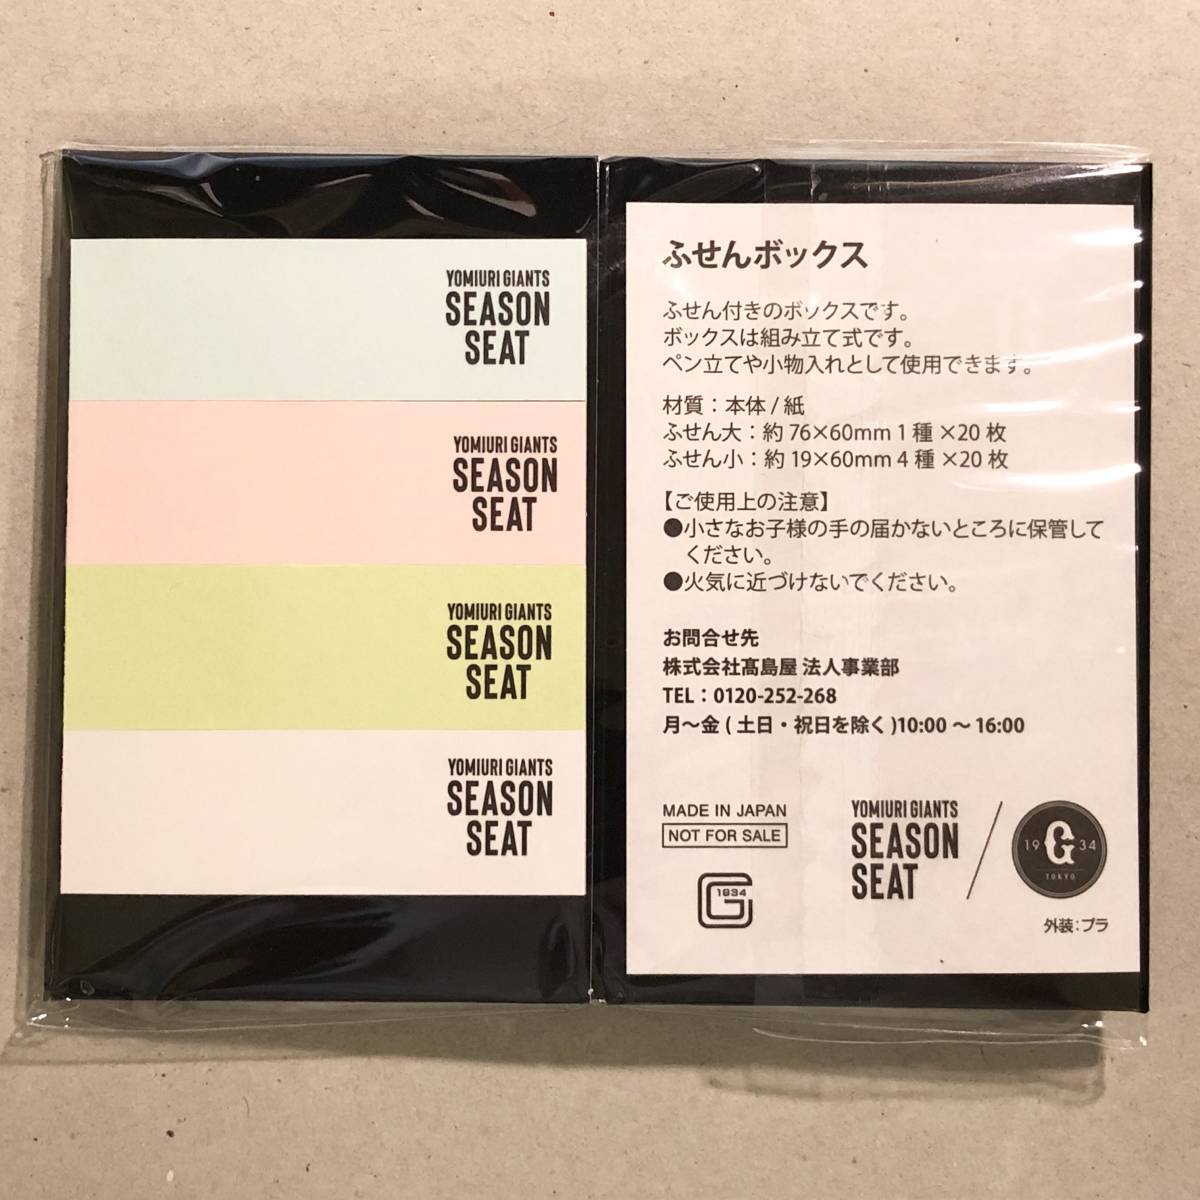 YOMIURI GIANTS
SEASON
SEAT
YOMIURI GIANTS
SEASON
SEAT
YOMIURI GIANTS
SEASON
SEAT
YOMIURI GIANTS
SEASON
SEAT
ふせんボックス
ふせん付きのボックスです。
ボックスは組み立て式です。
ペン立てや小物入れとして使用できます。
材質：本体/紙
ふせん大：約76×60mm 1種×20枚
ふせん小：約19×60mm 4種×20枚
【ご使用上の注意】
●小さなお子様の手の届かないところに保管して
ください。
●火気に近づけないでください。
お問合せ先
株式会社髙島屋 法人事業部
TEL：0120-252-268
月～金(土日・祝日を除く)10:00～16:00
MADE IN JAPAN
NOT FOR SALE
1934
G
YOMIURI GIANTS
SEASON
SEAT
19 G 34
TOKYO
外装：プラ